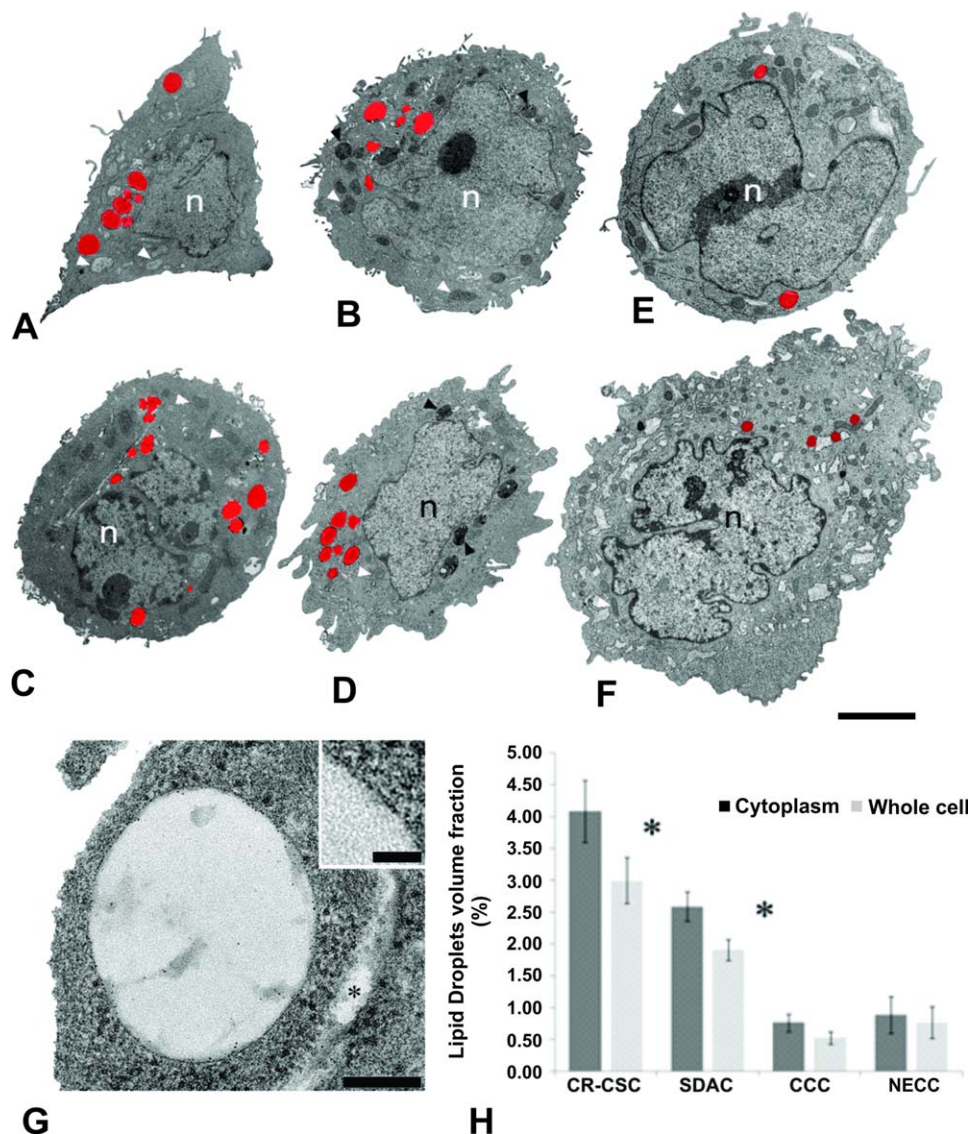 n
A
n
B
n
E
n
C
n
D
n
F
*
G
5.00
4.50
4.00
3.50
3.00
2.50
2.00
1.50
1.00
0.50
0.00
Lipid Droplets volume fraction
(%)
Cytoplasm
Whole cell
*
*
CR-CSC
SDAC
CCC
NECC
H